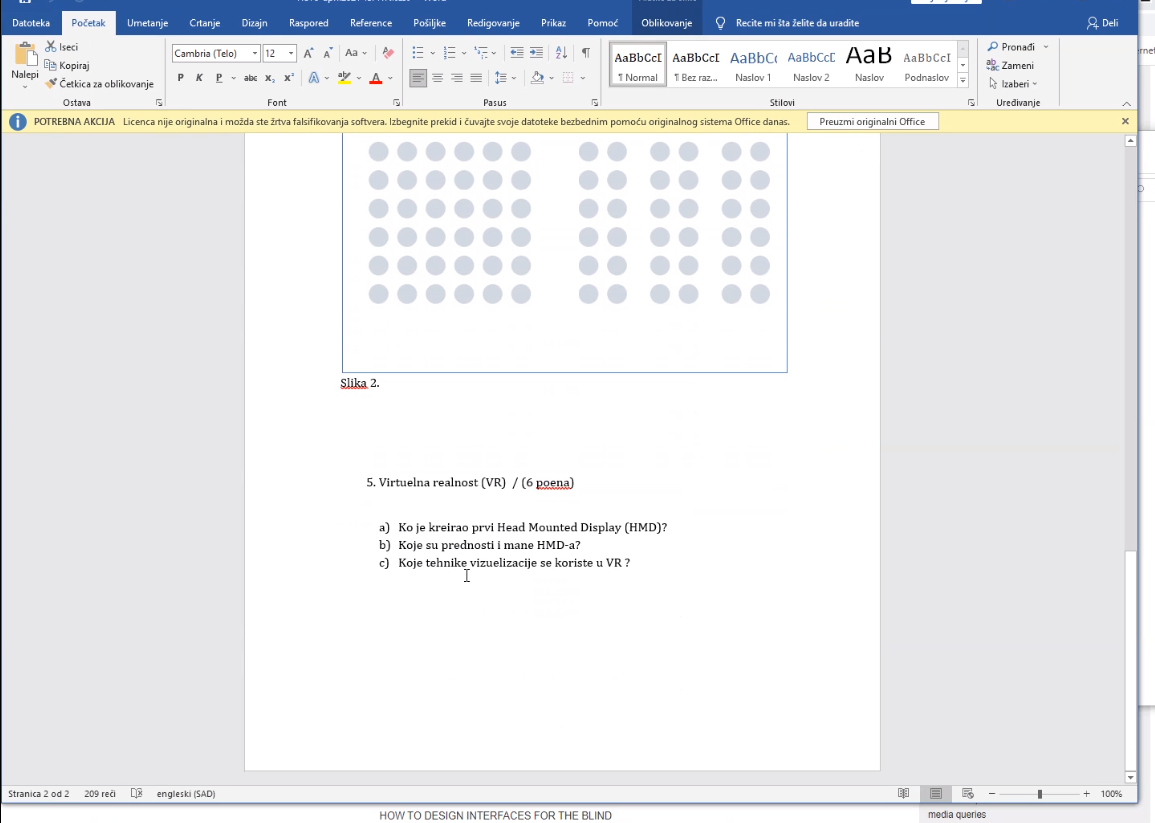 Datoteka Početak Umetanje Crtanje Dizajn Raspored Reference Pošiljke Redigovanje Prikaz Pomoć Oblikovanje Recite mi šta želite da uradite Deli
Nalepi
Iseci
Kopiraj
Četkica za oblikovanje
Ostava
Cambria (Telo) 12
P K P abc x₂ x²
Font
Pasus
AaBbCcI AaBbCcI AaBbCc AaBbCcD AaB AaBbCcD
¶ Normal ¶ Bez raz... Naslov 1 Naslov 2 Naslov Podnaslov
Stilovi
Pronađi
Zameni
Izaberi
Uređivanje
POTREBNA AKCIJA Licenca nije originalna i možda ste žrtva falsifikovanja softvera. Izbegnite prekid i čuvajte svoje datoteke bezbednim pomoću originalnog sistema Office danas. Preuzmi originalni Office
Slika 2.
5. Virtuelna realnost (VR) / (6 poena)
a) Ko je kreirao prvi Head Mounted Display (HMD)?
b) Koje su prednosti i mane HMD-a?
c) Koje tehnike vizuelizacije se koriste u VR ?
Stranica 2 od 2 209 reči engleski (SAD) 100%
HOW TO DESIGN INTERFACES FOR THE BLIND
media queries